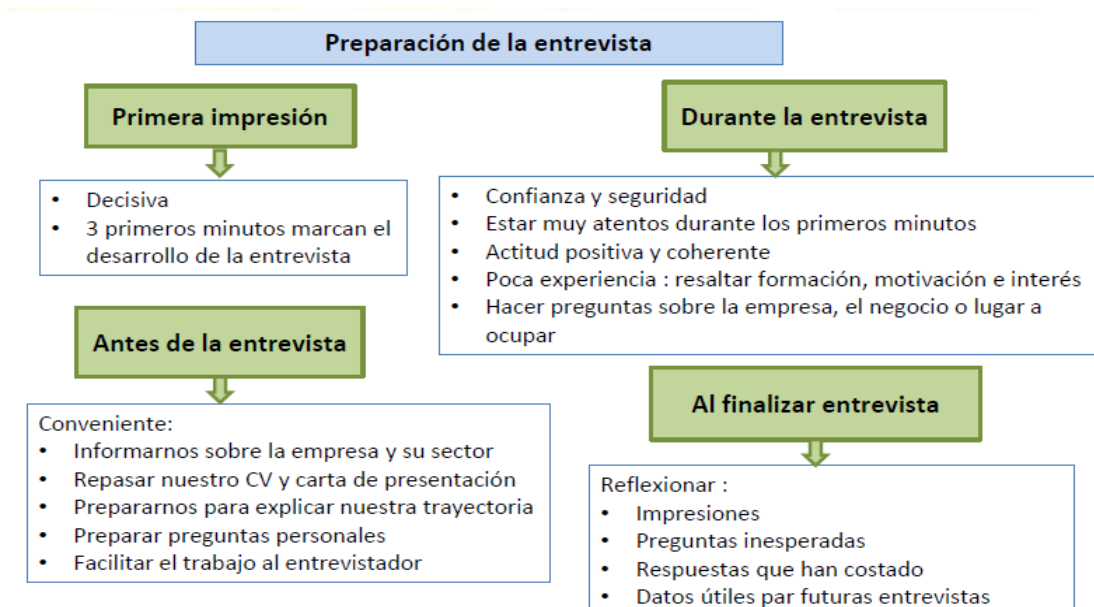 Preparación de la entrevista
Primera impresión
• Decisiva
• 3 primeros minutos marcan el
desarrollo de la entrevista
Antes de la entrevista
Conveniente:
• Informarnos sobre la empresa y su sector
• Repasar nuestro CV y carta de presentación
• Prepararnos para explicar nuestra trayectoria
• Preparar preguntas personales
• Facilitar el trabajo al entrevistador
Durante la entrevista
• Confianza y seguridad
• Estar muy atentos durante los primeros minutos
• Actitud positiva y coherente
• Poca experiencia : resaltar formación, motivación e interés
• Hacer preguntas sobre la empresa, el negocio o lugar a
ocupar
Al finalizar entrevista
Reflexionar :
• Impresiones
• Preguntas inesperadas
• Respuestas que han costado
• Datos útiles par futuras entrevistas